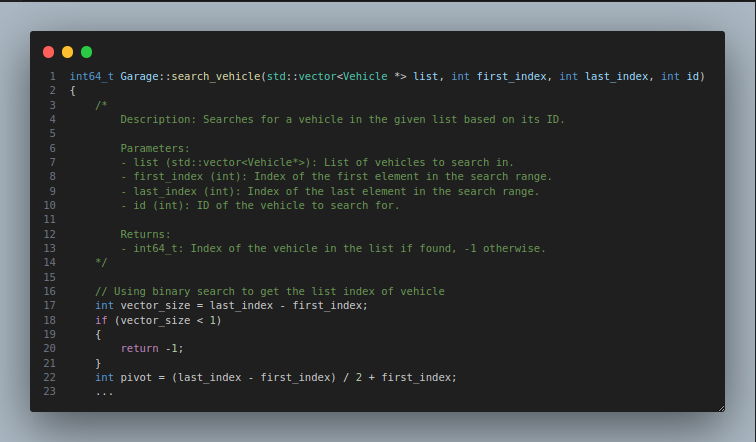 1 int64_t Garage::search_vehicle(std::vector<Vehicle *> list, int first_index, int last_index, int id)
2 {
3     /*
4         Description: Searches for a vehicle in the given list based on its ID.
5
6         Parameters:
7         - list (std::vector<Vehicle*>): List of vehicles to search in.
8         - first_index (int): Index of the first element in the search range.
9         - last_index (int): Index of the last element in the search range.
10         - id (int): ID of the vehicle to search for.
11
12         Returns:
13         - int64_t: Index of the vehicle in the list if found, -1 otherwise.
14     */
15
16     // Using binary search to get the list index of vehicle
17     int vector_size = last_index - first_index;
18     if (vector_size < 1)
19     {
20         return -1;
21     }
22     int pivot = (last_index - first_index) / 2 + first_index;
23     ...